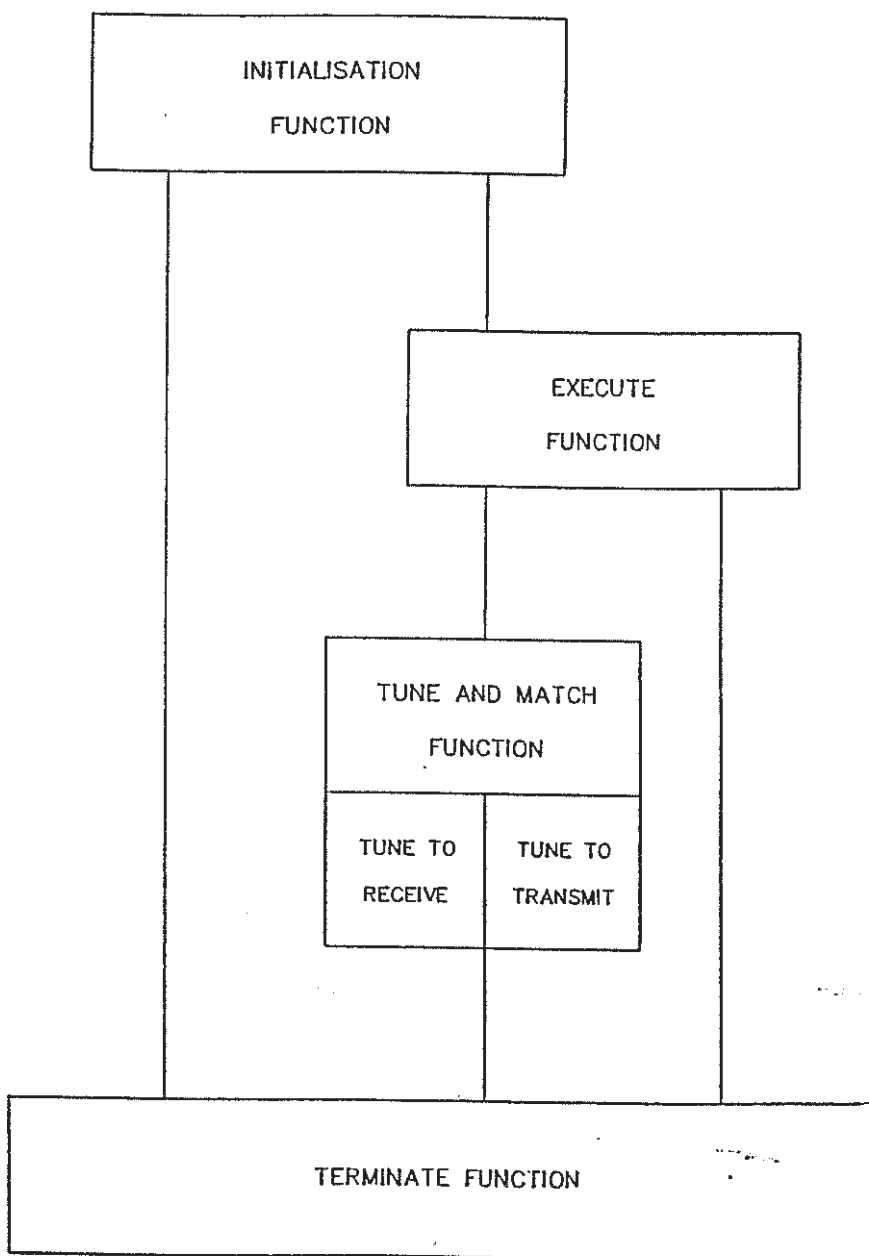 INITIALISATION
FUNCTION
EXECUTE
FUNCTION
TUNE AND MATCH
FUNCTION
TUNE TO
RECEIVE
TUNE TO
TRANSMIT
TERMINATE FUNCTION